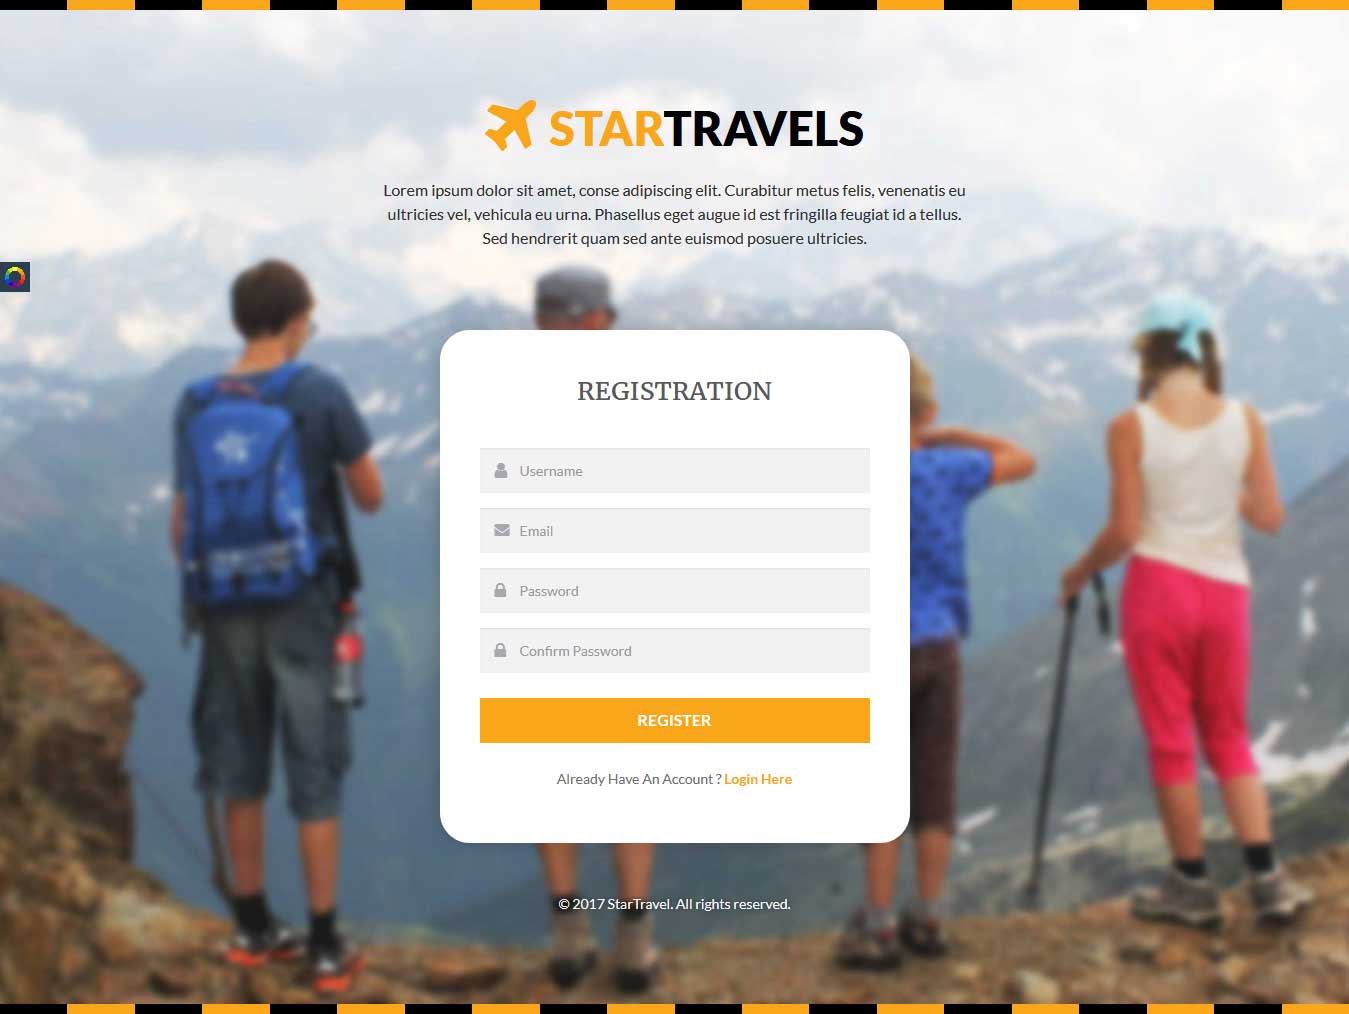 STARTRAVELS
Lorem ipsum dolor sit amet, conse adipiscing elit. Curabitur metus felis, venenatis eu
ultricies vel, vehicula eu urna. Phasellus eget augue id est fringilla feugiat id a tellus.
Sed hendrerit quam sed ante euismod posuere ultricies.
REGISTRATION
Username
Email
Password
Confirm Password
REGISTER
Already Have An Account ? Login Here
© 2017 StarTravel. All rights reserved.